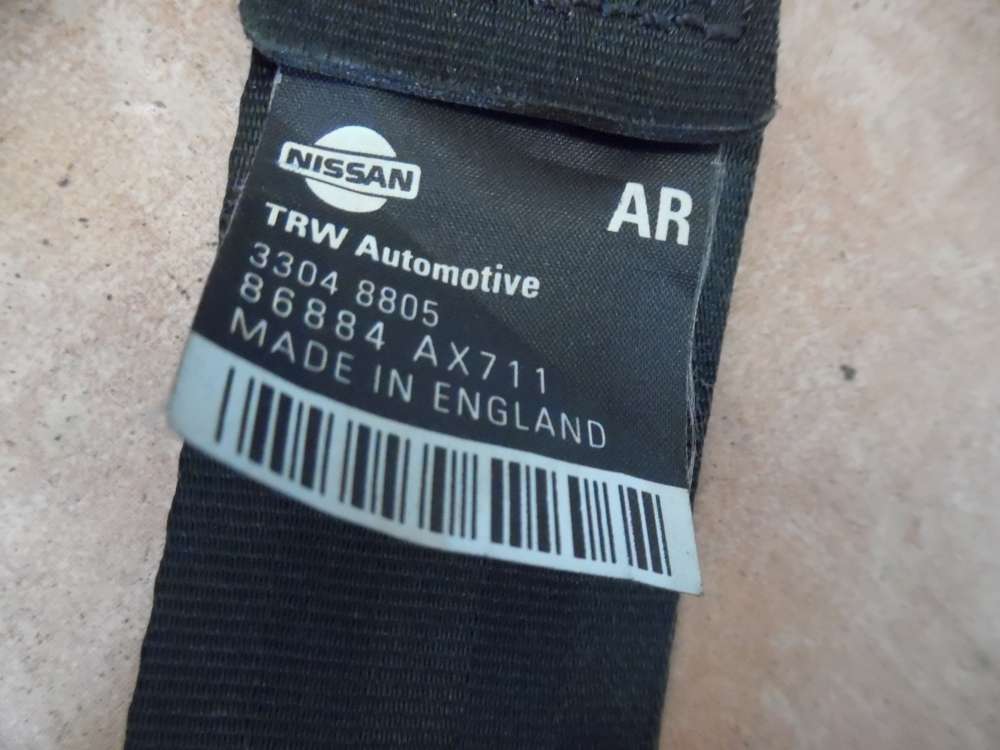 NISSAN
AR
TRW Automotive
3304 8805
86884 AX711
MADE IN ENGLAND